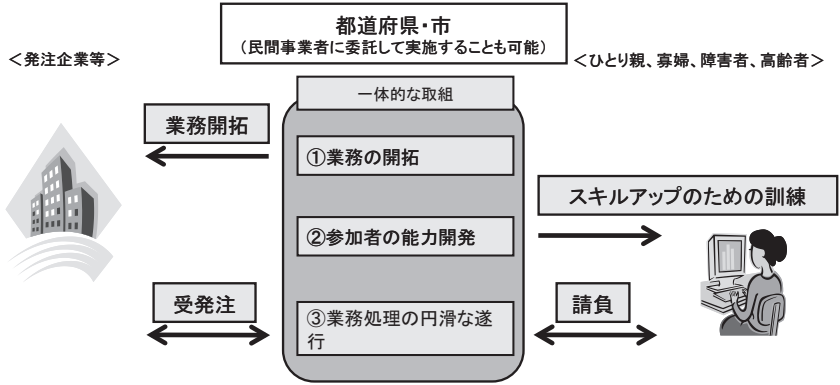 都道府県・市
（民間事業者に委託して実施することも可能）
＜発注企業等＞
＜ひとり親、寡婦、障害者、高齢者＞
一体的な取組
業務開拓
①業務の開拓
スキルアップのための訓練
②参加者の能力開発
受発注
③業務処理の円滑な遂
行
請負